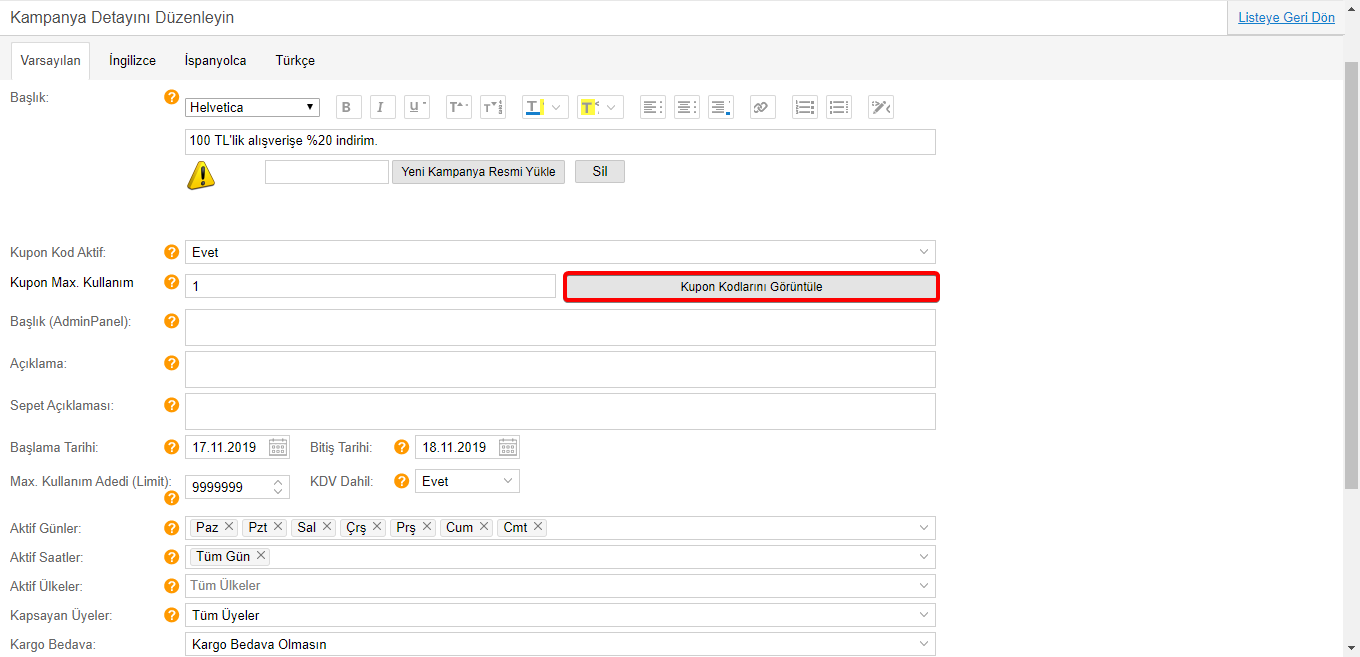 Kampanya Detayını Düzenleyin
Listeye Geri Dön
Varsayılan İngilizce İspanyolca Türkçe
Başlık: Helvetica B I U T T T T
100 TL'lik alışverişe %20 indirim.
Yeni Kampanya Resmi Yükle Sil
Kupon Kod Aktif: Evet
Kupon Max. Kullanım 1 Kupon Kodlarını Görüntüle
Başlık (AdminPanel):
Açıklama:
Sepet Açıklaması:
Başlama Tarihi: 17.11.2019 Bitiş Tarihi: 18.11.2019
Max. Kullanım Adedi (Limit): 9999999 KDV Dahil: Evet
Aktif Günler: Paz Pzt Sal Çrş Prş Cum Cmt
Aktif Saatler: Tüm Gün
Aktif Ülkeler: Tüm Ülkeler
Kapsayan Üyeler: Tüm Üyeler
Kargo Bedava: Kargo Bedava Olmasın